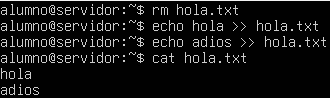 alumno@servidor:~$ rm hola.txt
alumno@servidor:~$ echo hola >> hola.txt
alumno@servidor:~$ echo adios >> hola.txt
alumno@servidor:~$ cat hola.txt
hola
adios